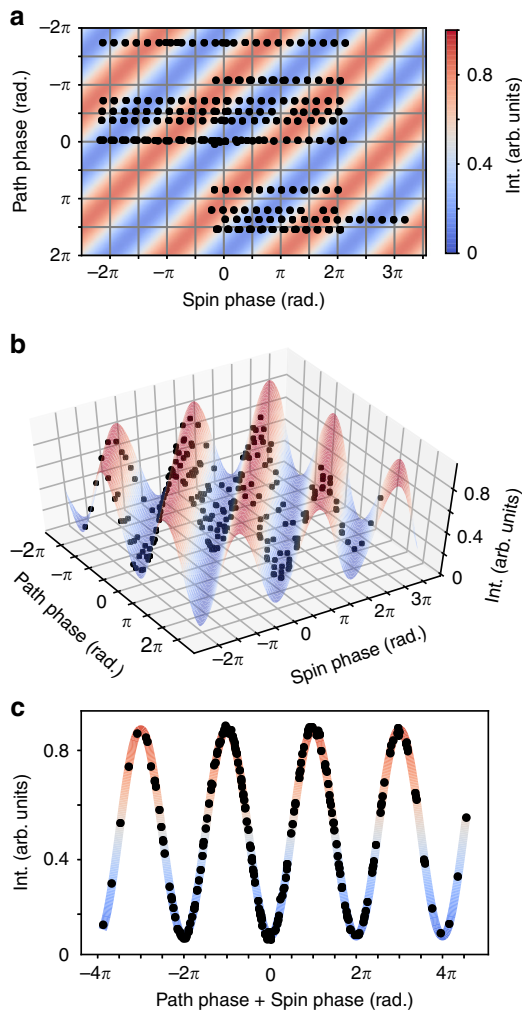 a
−2π
−π
0
π
2π
Path phase (rad.)
−2π
−π
0
π
2π
3π
Spin phase (rad.)
0.8
0.4
0
Int. (arb. units)
b
−2π
−π
0
π
2π
Path phase (rad.)
−2π
−π
0
π
2π
3π
Spin phase (rad.)
0.8
0.4
0
Int. (arb. units)
c
0.8
0.4
0
Int. (arb. units)
−4π
−2π
0
2π
4π
Path phase + Spin phase (rad.)